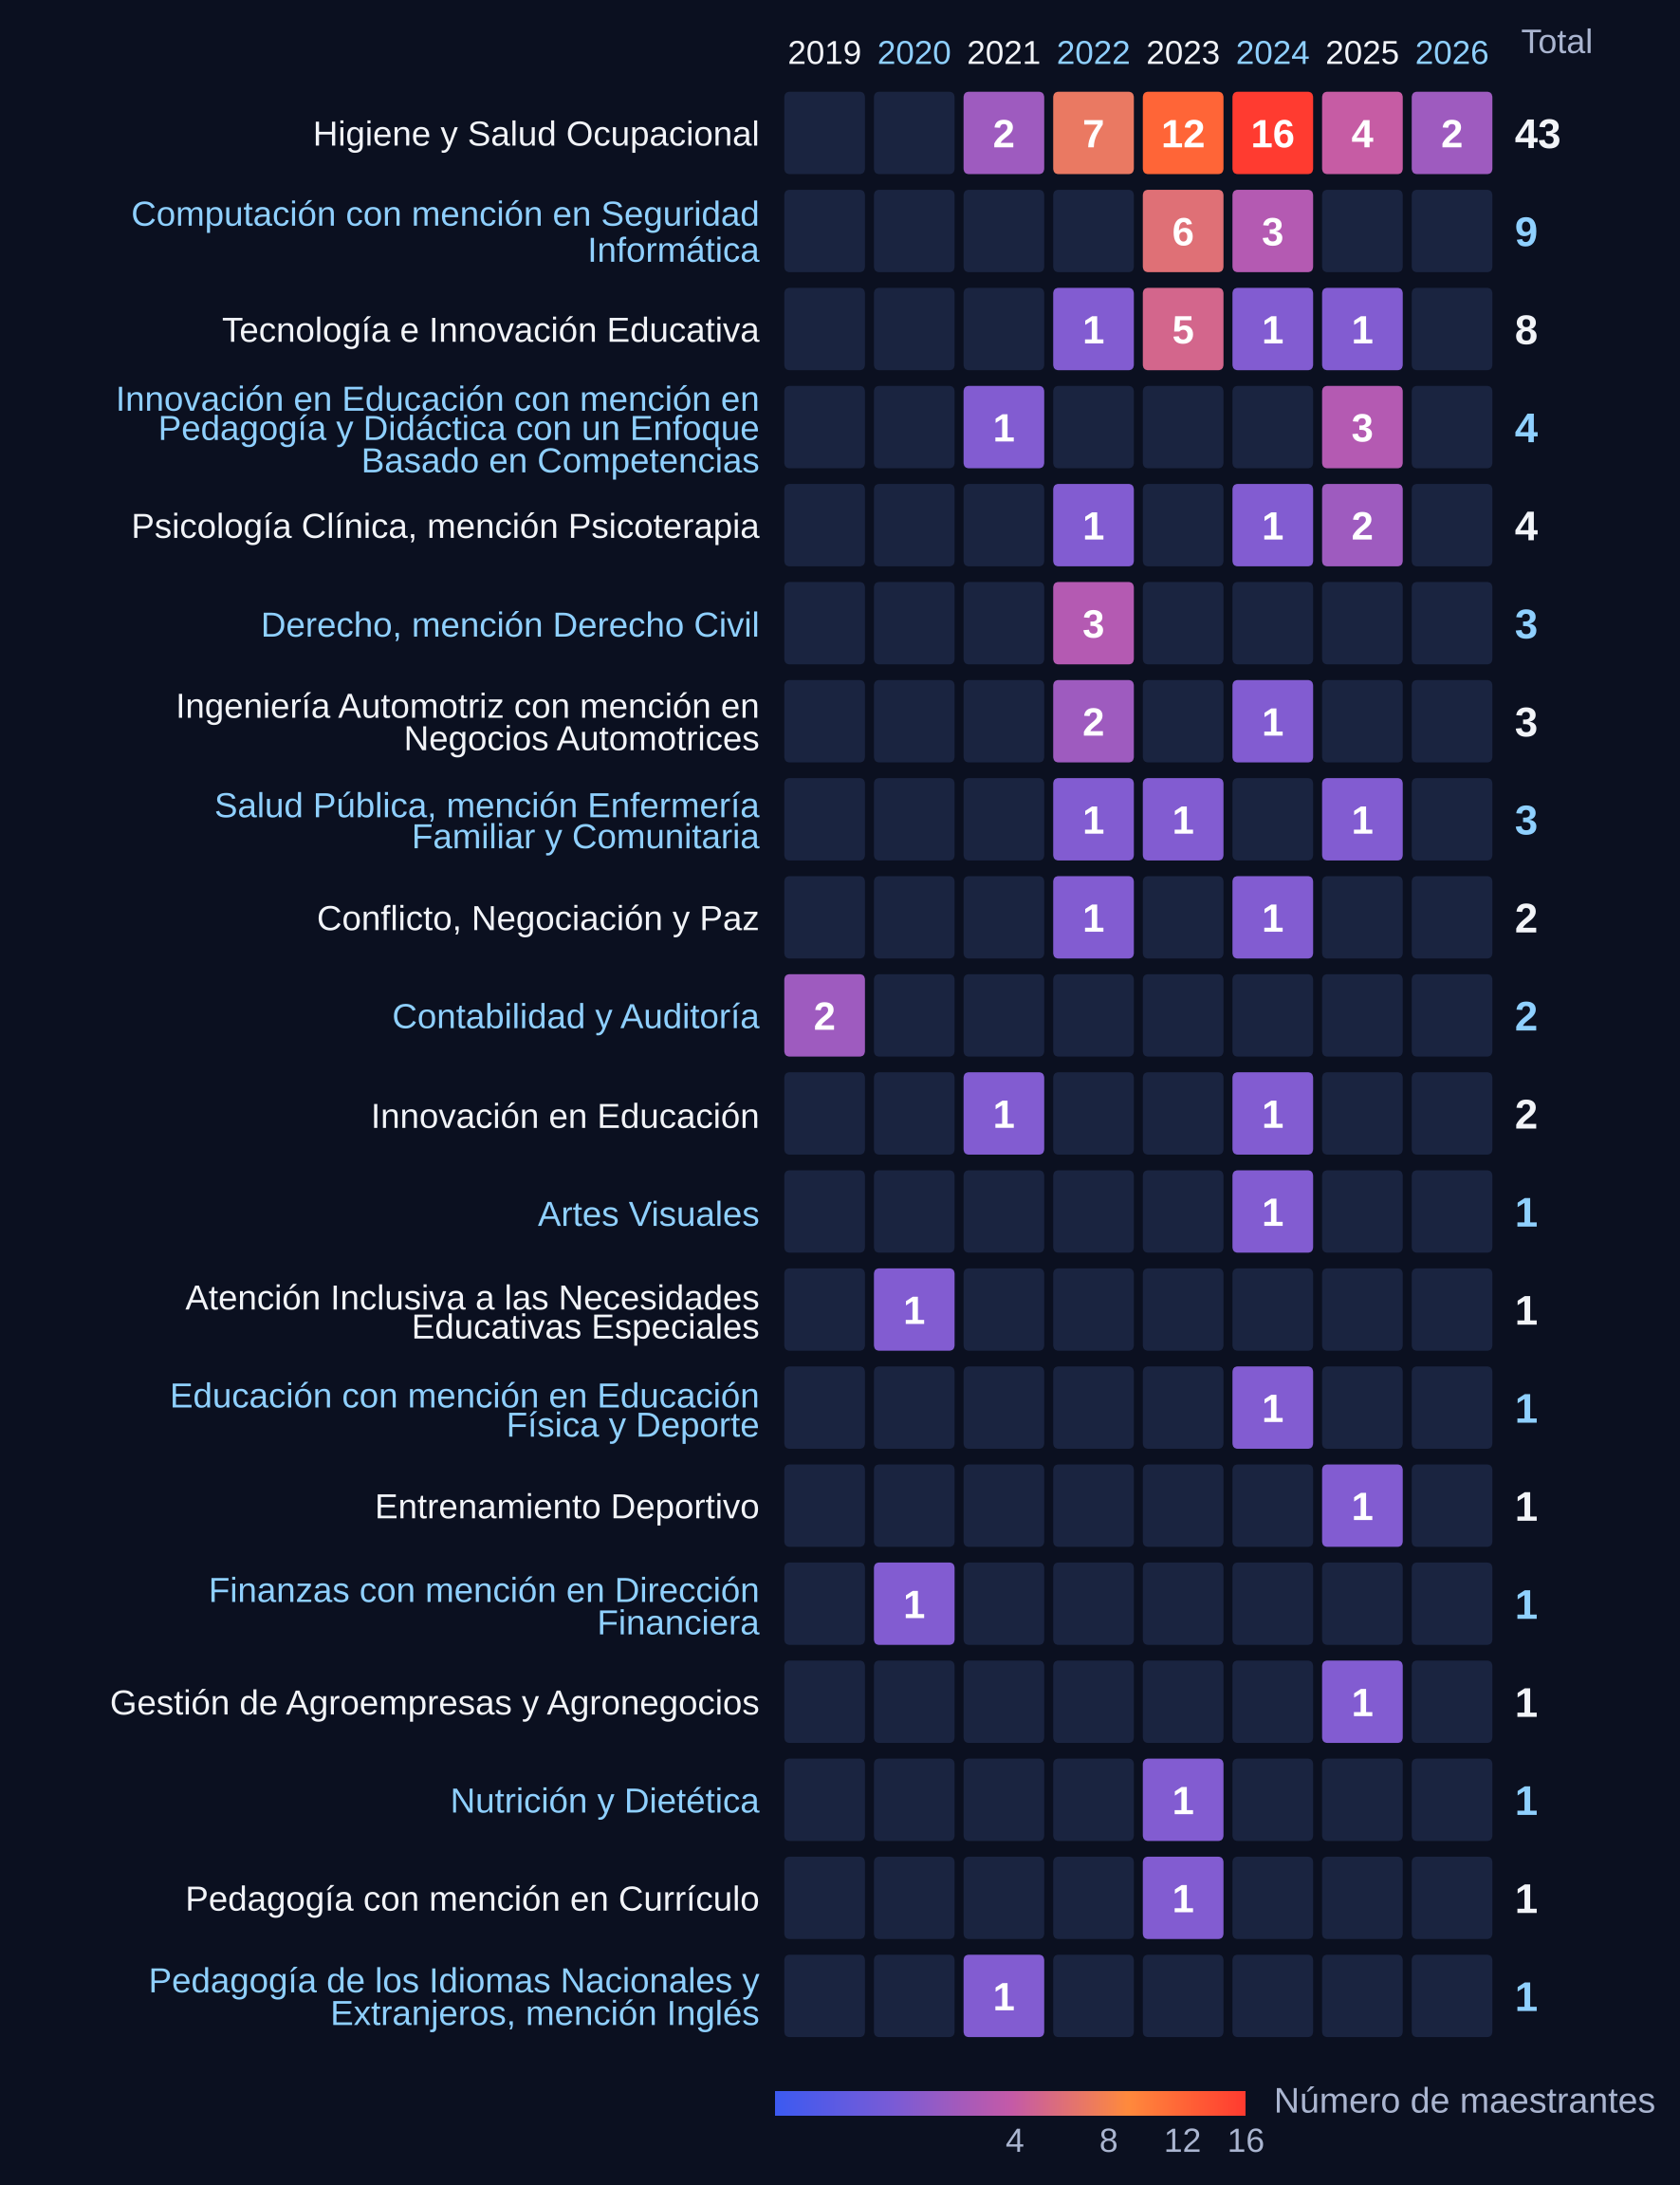 2019 2020 2021 2022 2023 2024 2025 2026 Total
Higiene y Salud Ocupacional 2 7 12 16 4 2 43
Computación con mención en Seguridad
Informática 6 3 9
Tecnología e Innovación Educativa 1 5 1 1 8
Innovación en Educación con mención en
Pedagogía y Didáctica con un Enfoque 1 3 4
Basado en Competencias
Psicología Clínica, mención Psicoterapia 1 1 2 4
Derecho, mención Derecho Civil 3 3
Ingeniería Automotriz con mención en
Negocios Automotrices 2 1 3
Salud Pública, mención Enfermería
Familiar y Comunitaria 1 1 1 3
Conflicto, Negociación y Paz 1 1 2
Contabilidad y Auditoría 2 2
Innovación en Educación 1 1 2
Artes Visuales 1 1
Atención Inclusiva a las Necesidades
Educativas Especiales 1 1
Educación con mención en Educación
Física y Deporte 1 1
Entrenamiento Deportivo 1 1
Finanzas con mención en Dirección
Financiera 1 1
Gestión de Agroempresas y Agronegocios 1 1
Nutrición y Dietética 1 1
Pedagogía con mención en Currículo 1 1
Pedagogía de los Idiomas Nacionales y
Extranjeros, mención Inglés 1 1
Número de maestrantes
4 8 12 16